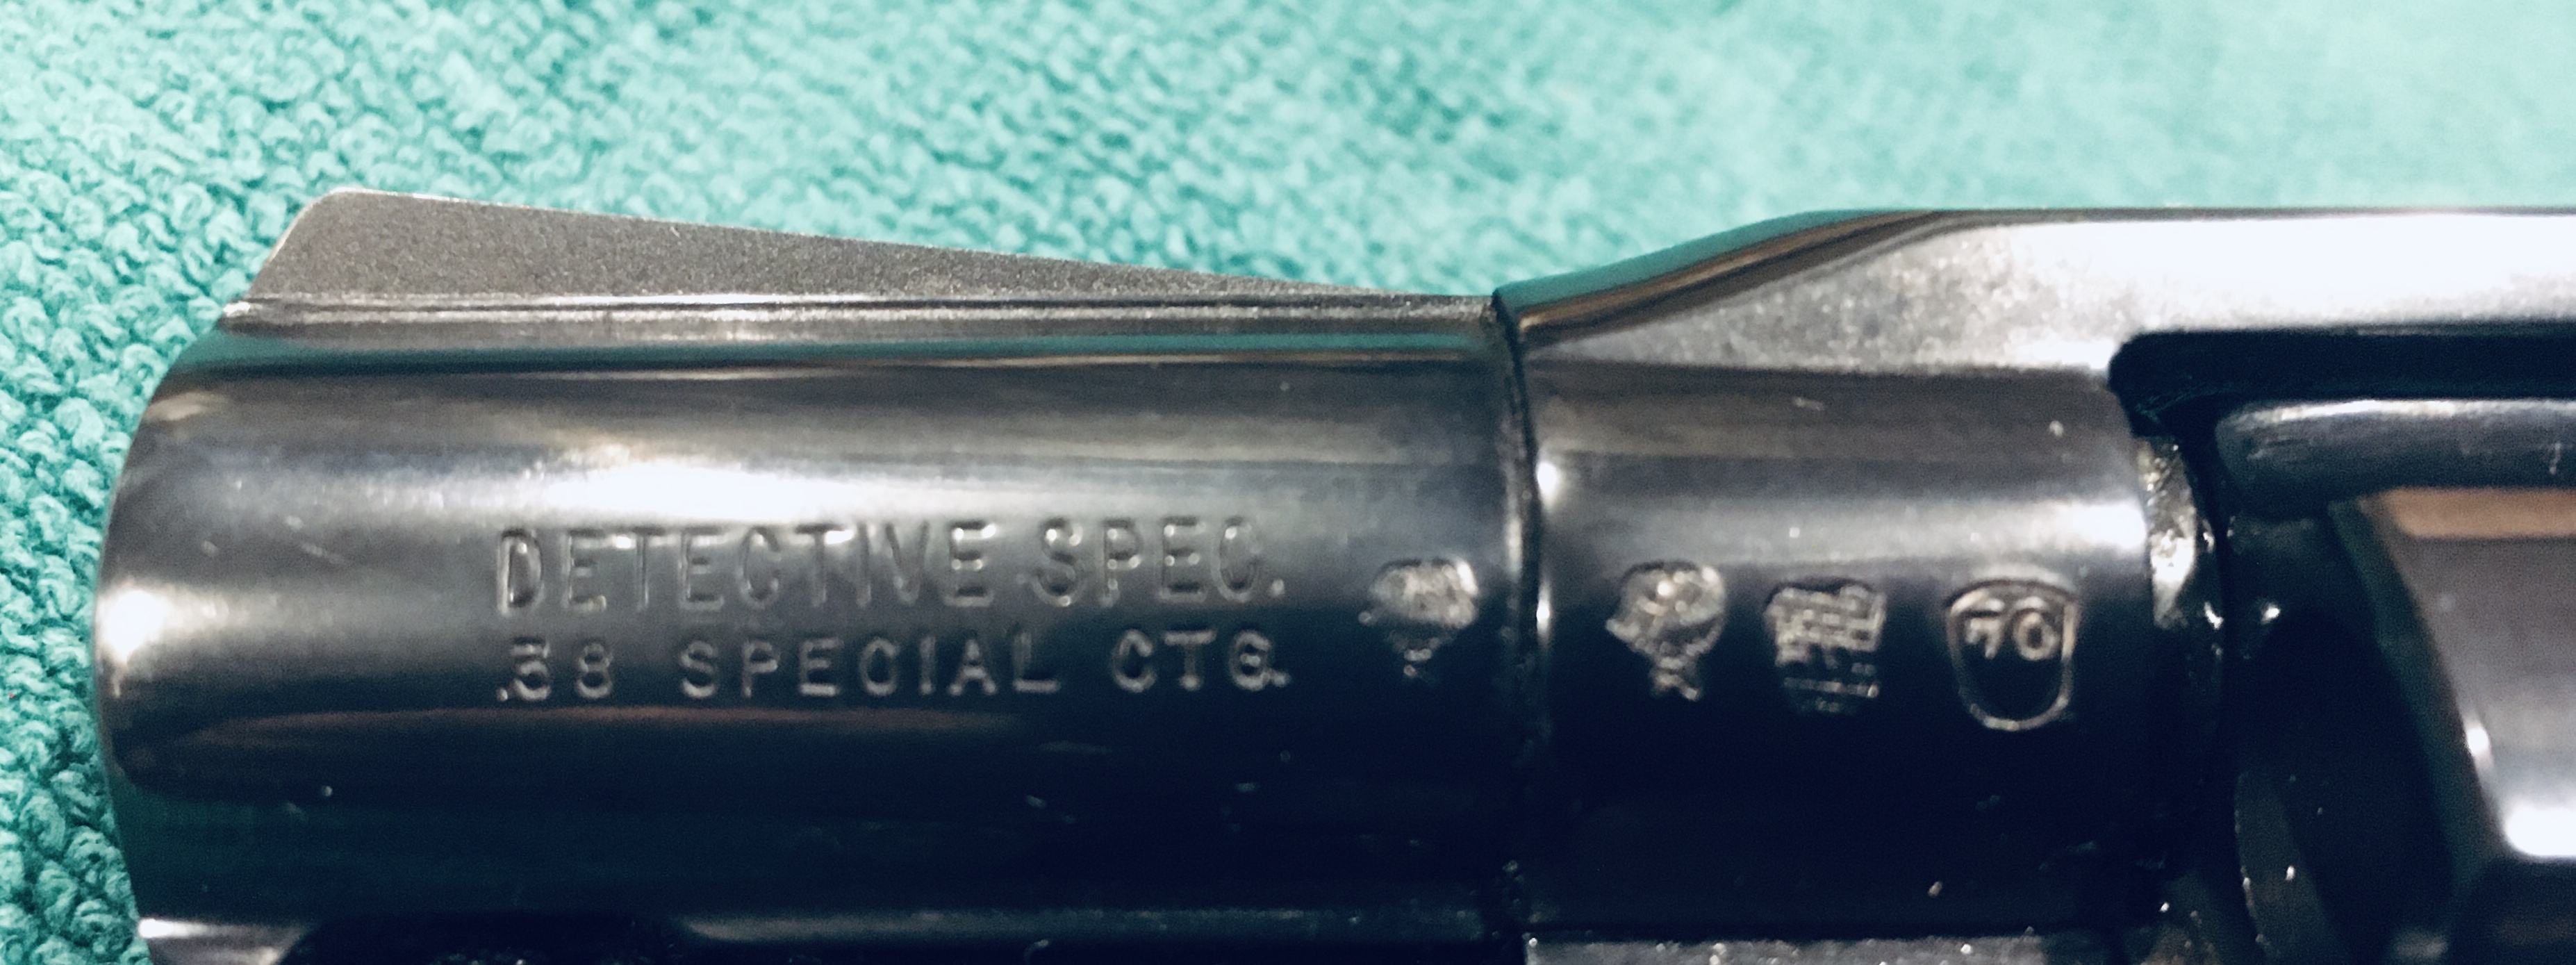 DETECTIVE SPEC.
.38 SPECIAL CTG.
70